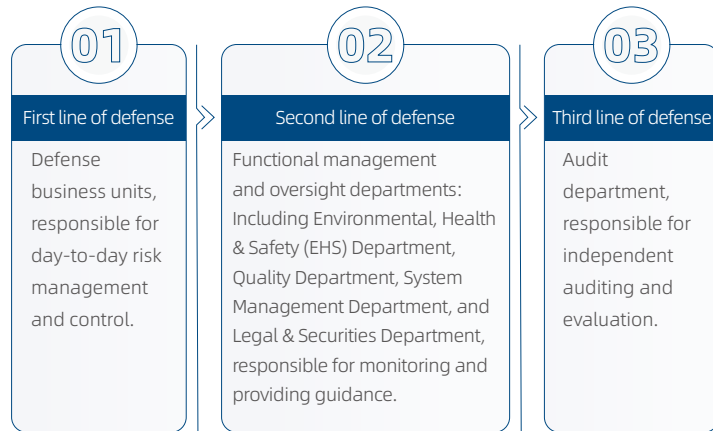 01
First line of defense
Defense
business units,
responsible for
day-to-day risk
management
and control.
02
Second line of defense
Functional management
and oversight departments:
Including Environmental, Health
& Safety (EHS) Department,
Quality Department, System
Management Department, and
Legal & Securities Department,
responsible for monitoring and
providing guidance.
03
Third line of defense
Audit
department,
responsible for
independent
auditing and
evaluation.